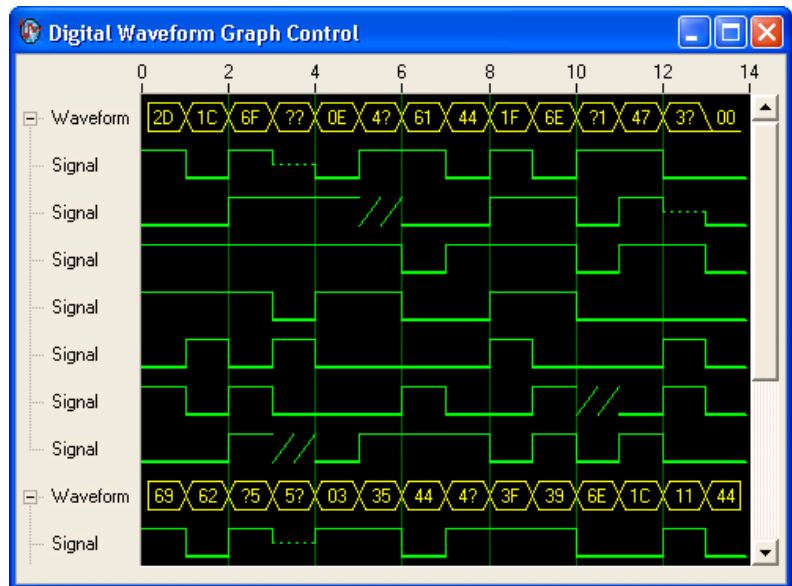 Digital Waveform Graph Control
0 2 4 6 8 10 12 14
Waveform 2D 1C 6F ?? 0E 4? 61 44 1F 6E ?1 47 3? 00
Signal
Signal
Signal
Signal
Signal
Signal
Signal
Waveform 69 62 ?5 5? 03 35 44 4? 3F 39 6E 1C 11 44
Signal